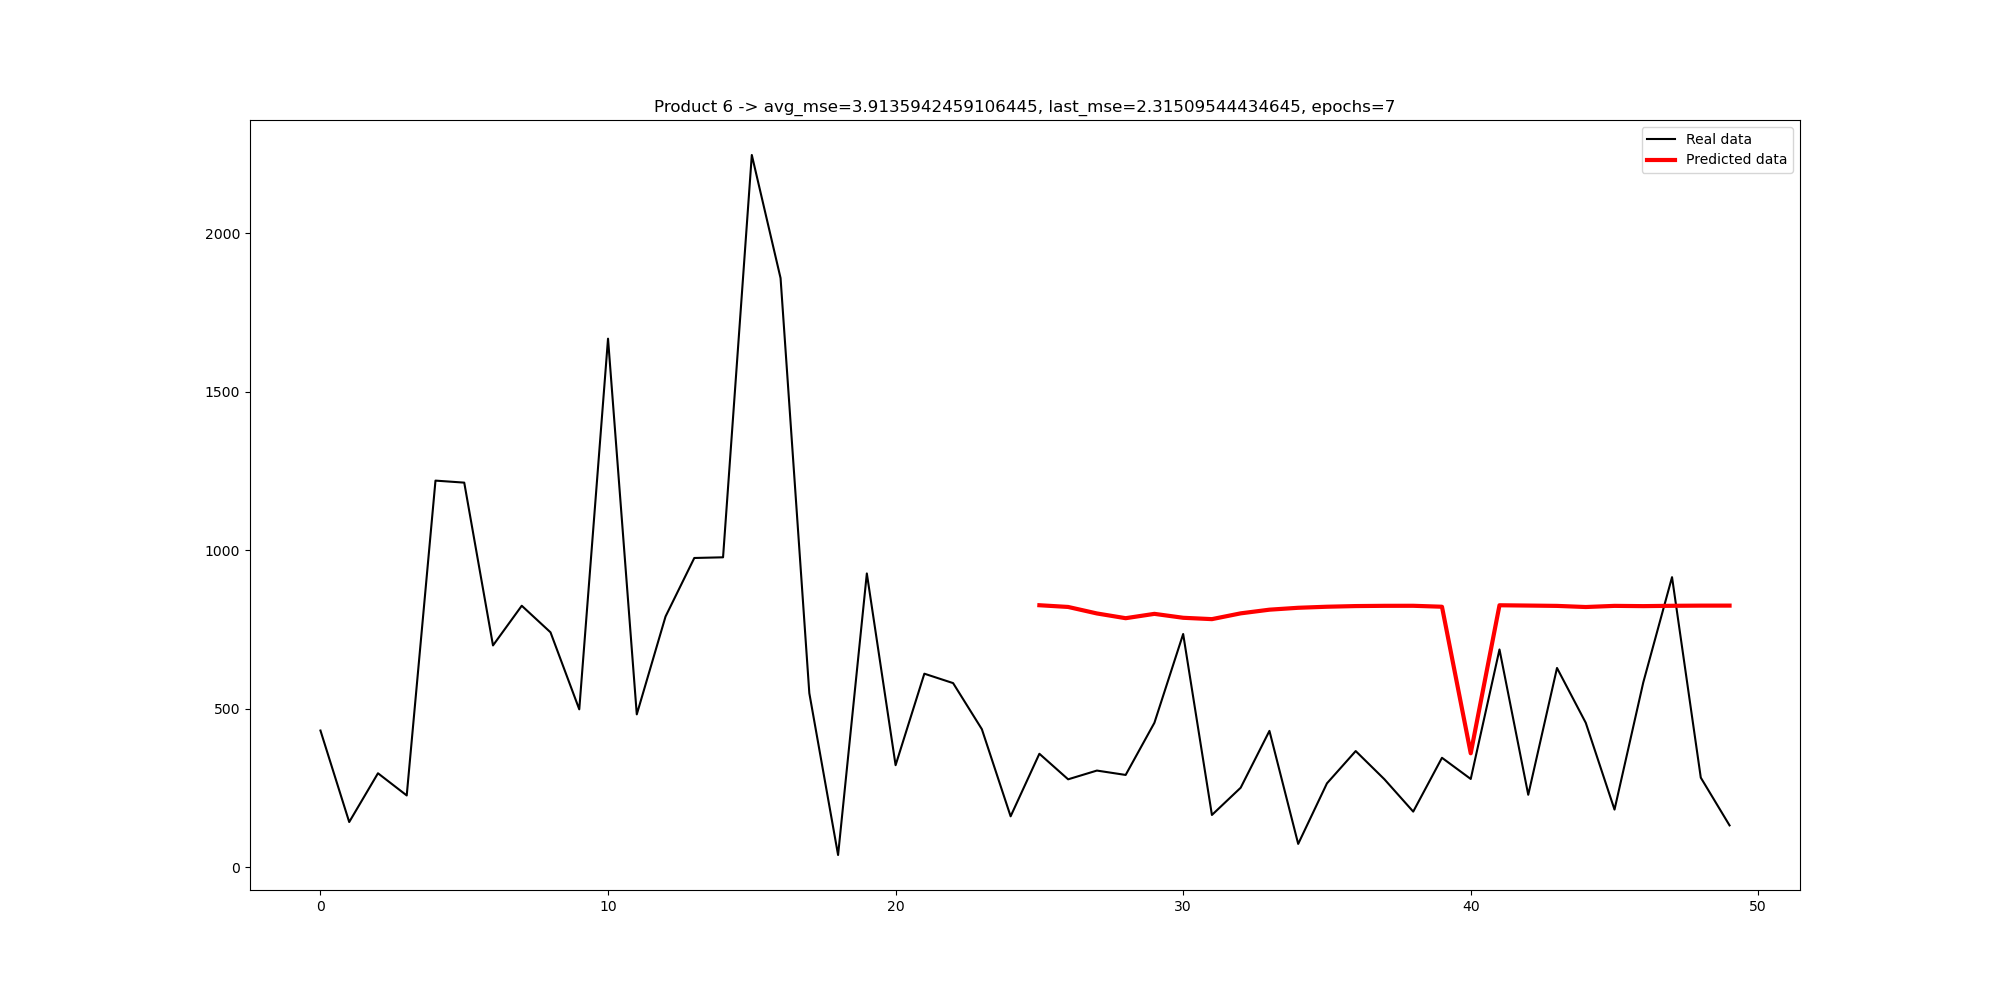 Product 6 -> avg_mse=3.9135942459106445, last_mse=2.31509544434645, epochs=7
Real data
Predicted data
2000
1500
1000
500
0
0 10 20 30 40 50